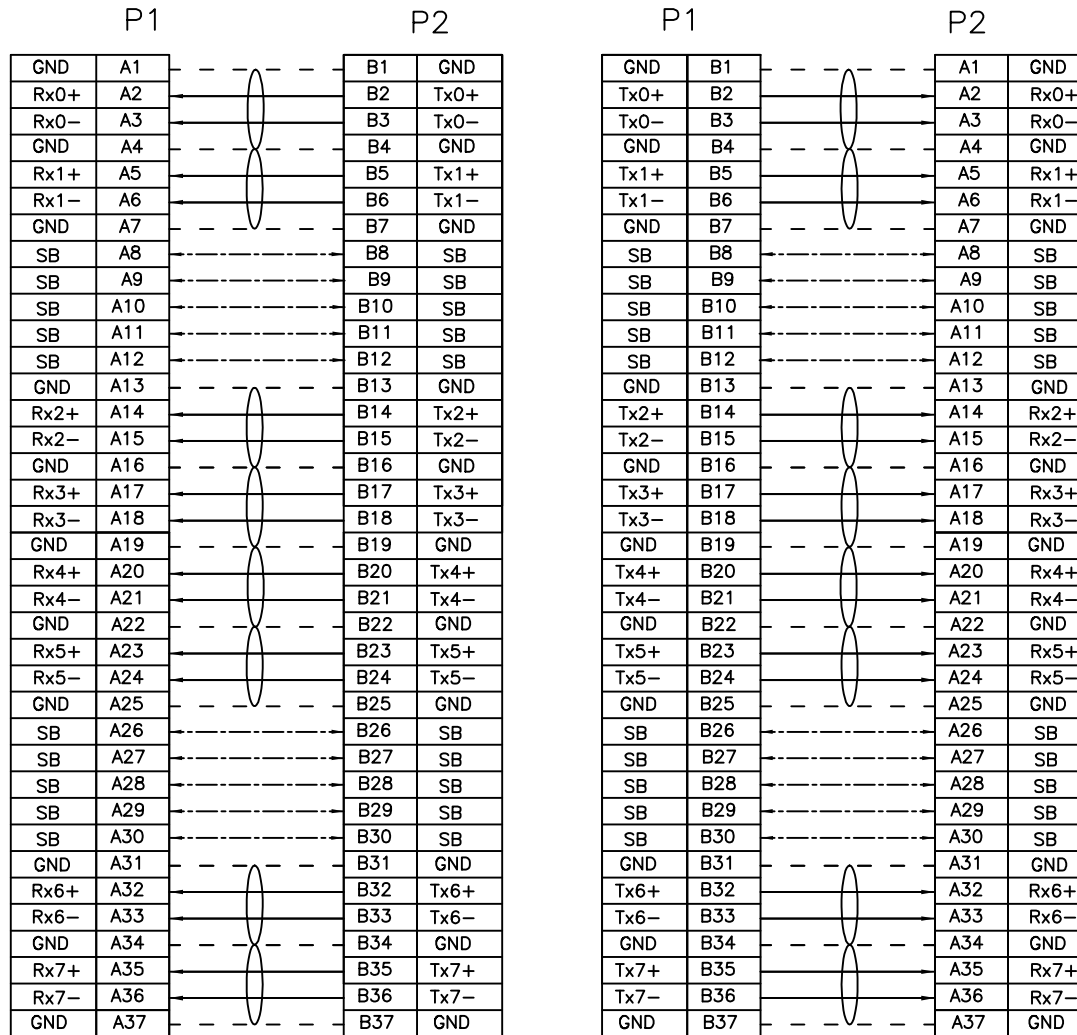 P1 P2 P1 P2
GND A1 B1 GND GND B1 A1 GND
Rx0+ A2 B2 Tx0+ Tx0+ B2 A2 Rx0+
Rx0- A3 B3 Tx0- Tx0- B3 A3 Rx0-
GND A4 B4 GND GND B4 A4 GND
Rx1+ A5 B5 Tx1+ Tx1+ B5 A5 Rx1+
Rx1- A6 B6 Tx1- Tx1- B6 A6 Rx1-
GND A7 B7 GND GND B7 A7 GND
SB A8 B8 SB SB B8 A8 SB
SB A9 B9 SB SB B9 A9 SB
SB A10 B10 SB SB B10 A10 SB
SB A11 B11 SB SB B11 A11 SB
SB A12 B12 SB SB B12 A12 SB
GND A13 B13 GND GND B13 A13 GND
Rx2+ A14 B14 Tx2+ Tx2+ B14 A14 Rx2+
Rx2- A15 B15 Tx2- Tx2- B15 A15 Rx2-
GND A16 B16 GND GND B16 A16 GND
Rx3+ A17 B17 Tx3+ Tx3+ B17 A17 Rx3+
Rx3- A18 B18 Tx3- Tx3- B18 A18 Rx3-
GND A19 B19 GND GND B19 A19 GND
Rx4+ A20 B20 Tx4+ Tx4+ B20 A20 Rx4+
Rx4- A21 B21 Tx4- Tx4- B21 A21 Rx4-
GND A22 B22 GND GND B22 A22 GND
Rx5+ A23 B23 Tx5+ Tx5+ B23 A23 Rx5+
Rx5- A24 B24 Tx5- Tx5- B24 A24 Rx5-
GND A25 B25 GND GND B25 A25 GND
SB A26 B26 SB SB B26 A26 SB
SB A27 B27 SB SB B27 A27 SB
SB A28 B28 SB SB B28 A28 SB
SB A29 B29 SB SB B29 A29 SB
SB A30 B30 SB SB B30 A30 SB
GND A31 B31 GND GND B31 A31 GND
Rx6+ A32 B32 Tx6+ Tx6+ B32 A32 Rx6+
Rx6- A33 B33 Tx6- Tx6- B33 A33 Rx6-
GND A34 B34 GND GND B34 A34 GND
Rx7+ A35 B35 Tx7+ Tx7+ B35 A35 Rx7+
Rx7- A36 B36 Tx7- Tx7- B36 A36 Rx7-
GND A37 B37 GND GND B37 A37 GND